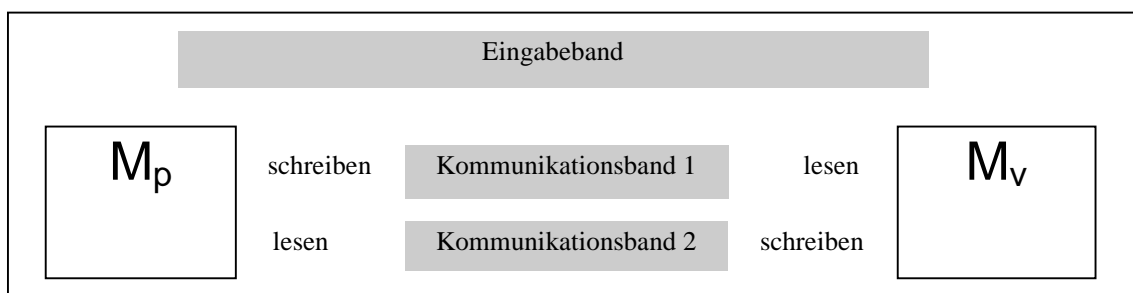 Eingabeband
Mp schreiben Kommunikationsband 1 lesen Mv
lesen Kommunikationsband 2 schreiben